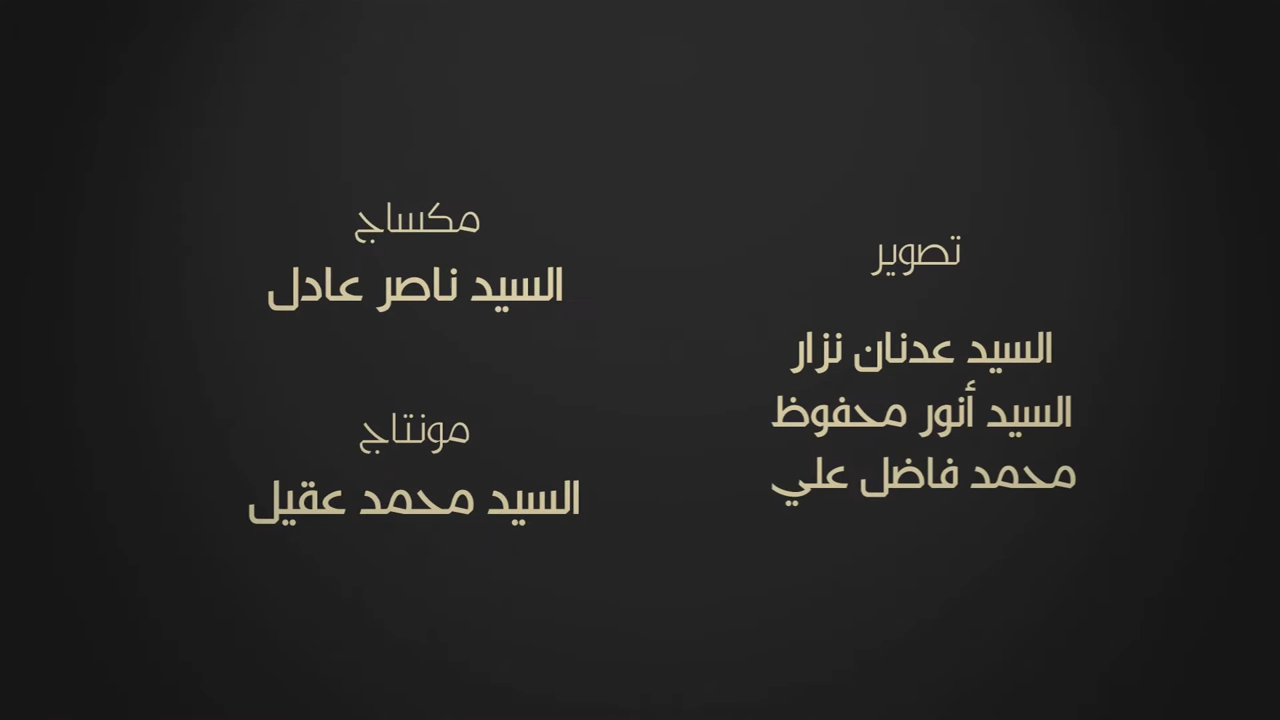 تصوير
السيد عدنان نزار
السيد أنور محفوظ
محمد فاضل علي
مكساج
السيد ناصر عادل
مونتاج
السيد محمد عقيل